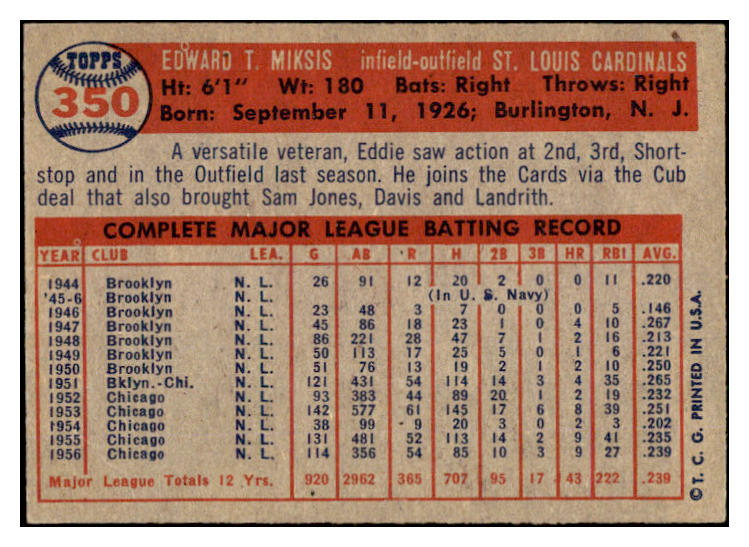 TOPPS
350
EDWARD T. MIKSIS infield-outfield ST. LOUIS CARDINALS
Ht: 6'1" Wt: 180 Bats: Right Throws: Right
Born: September 11, 1926; Burlington, N. J.
A versatile veteran, Eddie saw action at 2nd, 3rd, Short-
stop and in the Outfield last season. He joins the Cards via the Cub
deal that also brought Sam Jones, Davis and Landrith.
COMPLETE MAJOR LEAGUE BATTING RECORD
YEAR CLUB LEA. G AB R H 2B 3B HR RBI AVG.
1944 Brooklyn N. L. 26 91 12 20 2 0 0 11 .220
'45-6 Brooklyn N. L. (In U. S. Navy)
1946 Brooklyn N. L. 23 48 3 7 0 0 0 5 .146
1947 Brooklyn N. L. 45 86 18 23 1 0 4 10 .267
1948 Brooklyn N. L. 86 221 28 47 7 1 2 16 .213
1949 Brooklyn N. L. 50 113 17 25 5 0 1 6 .221
1950 Brooklyn N. L. 51 76 13 19 2 1 2 10 .250
1951 Bklyn.-Chi. N. L. 121 431 54 114 14 3 4 35 .265
1952 Chicago N. L. 93 383 44 89 20 1 2 19 .232
1953 Chicago N. L. 142 577 61 145 17 6 8 39 .251
1954 Chicago N. L. 38 99 9 20 3 0 2 3 .202
1955 Chicago N. L. 131 481 52 113 14 2 9 41 .235
1956 Chicago N. L. 114 356 54 85 10 3 9 27 .239
Major League Totals 12 Yrs. 920 2962 365 707 95 17 43 222 .239
©T. C. G. PRINTED IN U.S.A.